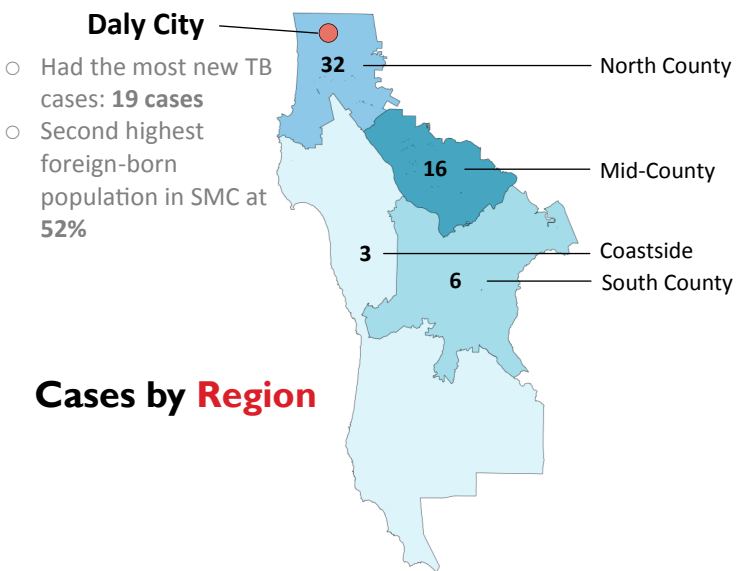 Daly City
○ Had the most new TB
cases: 19 cases
○ Second highest
foreign-born
population in SMC at
52%
32
North County
16
Mid-County
3
Coastside
6
South County
Cases by Region